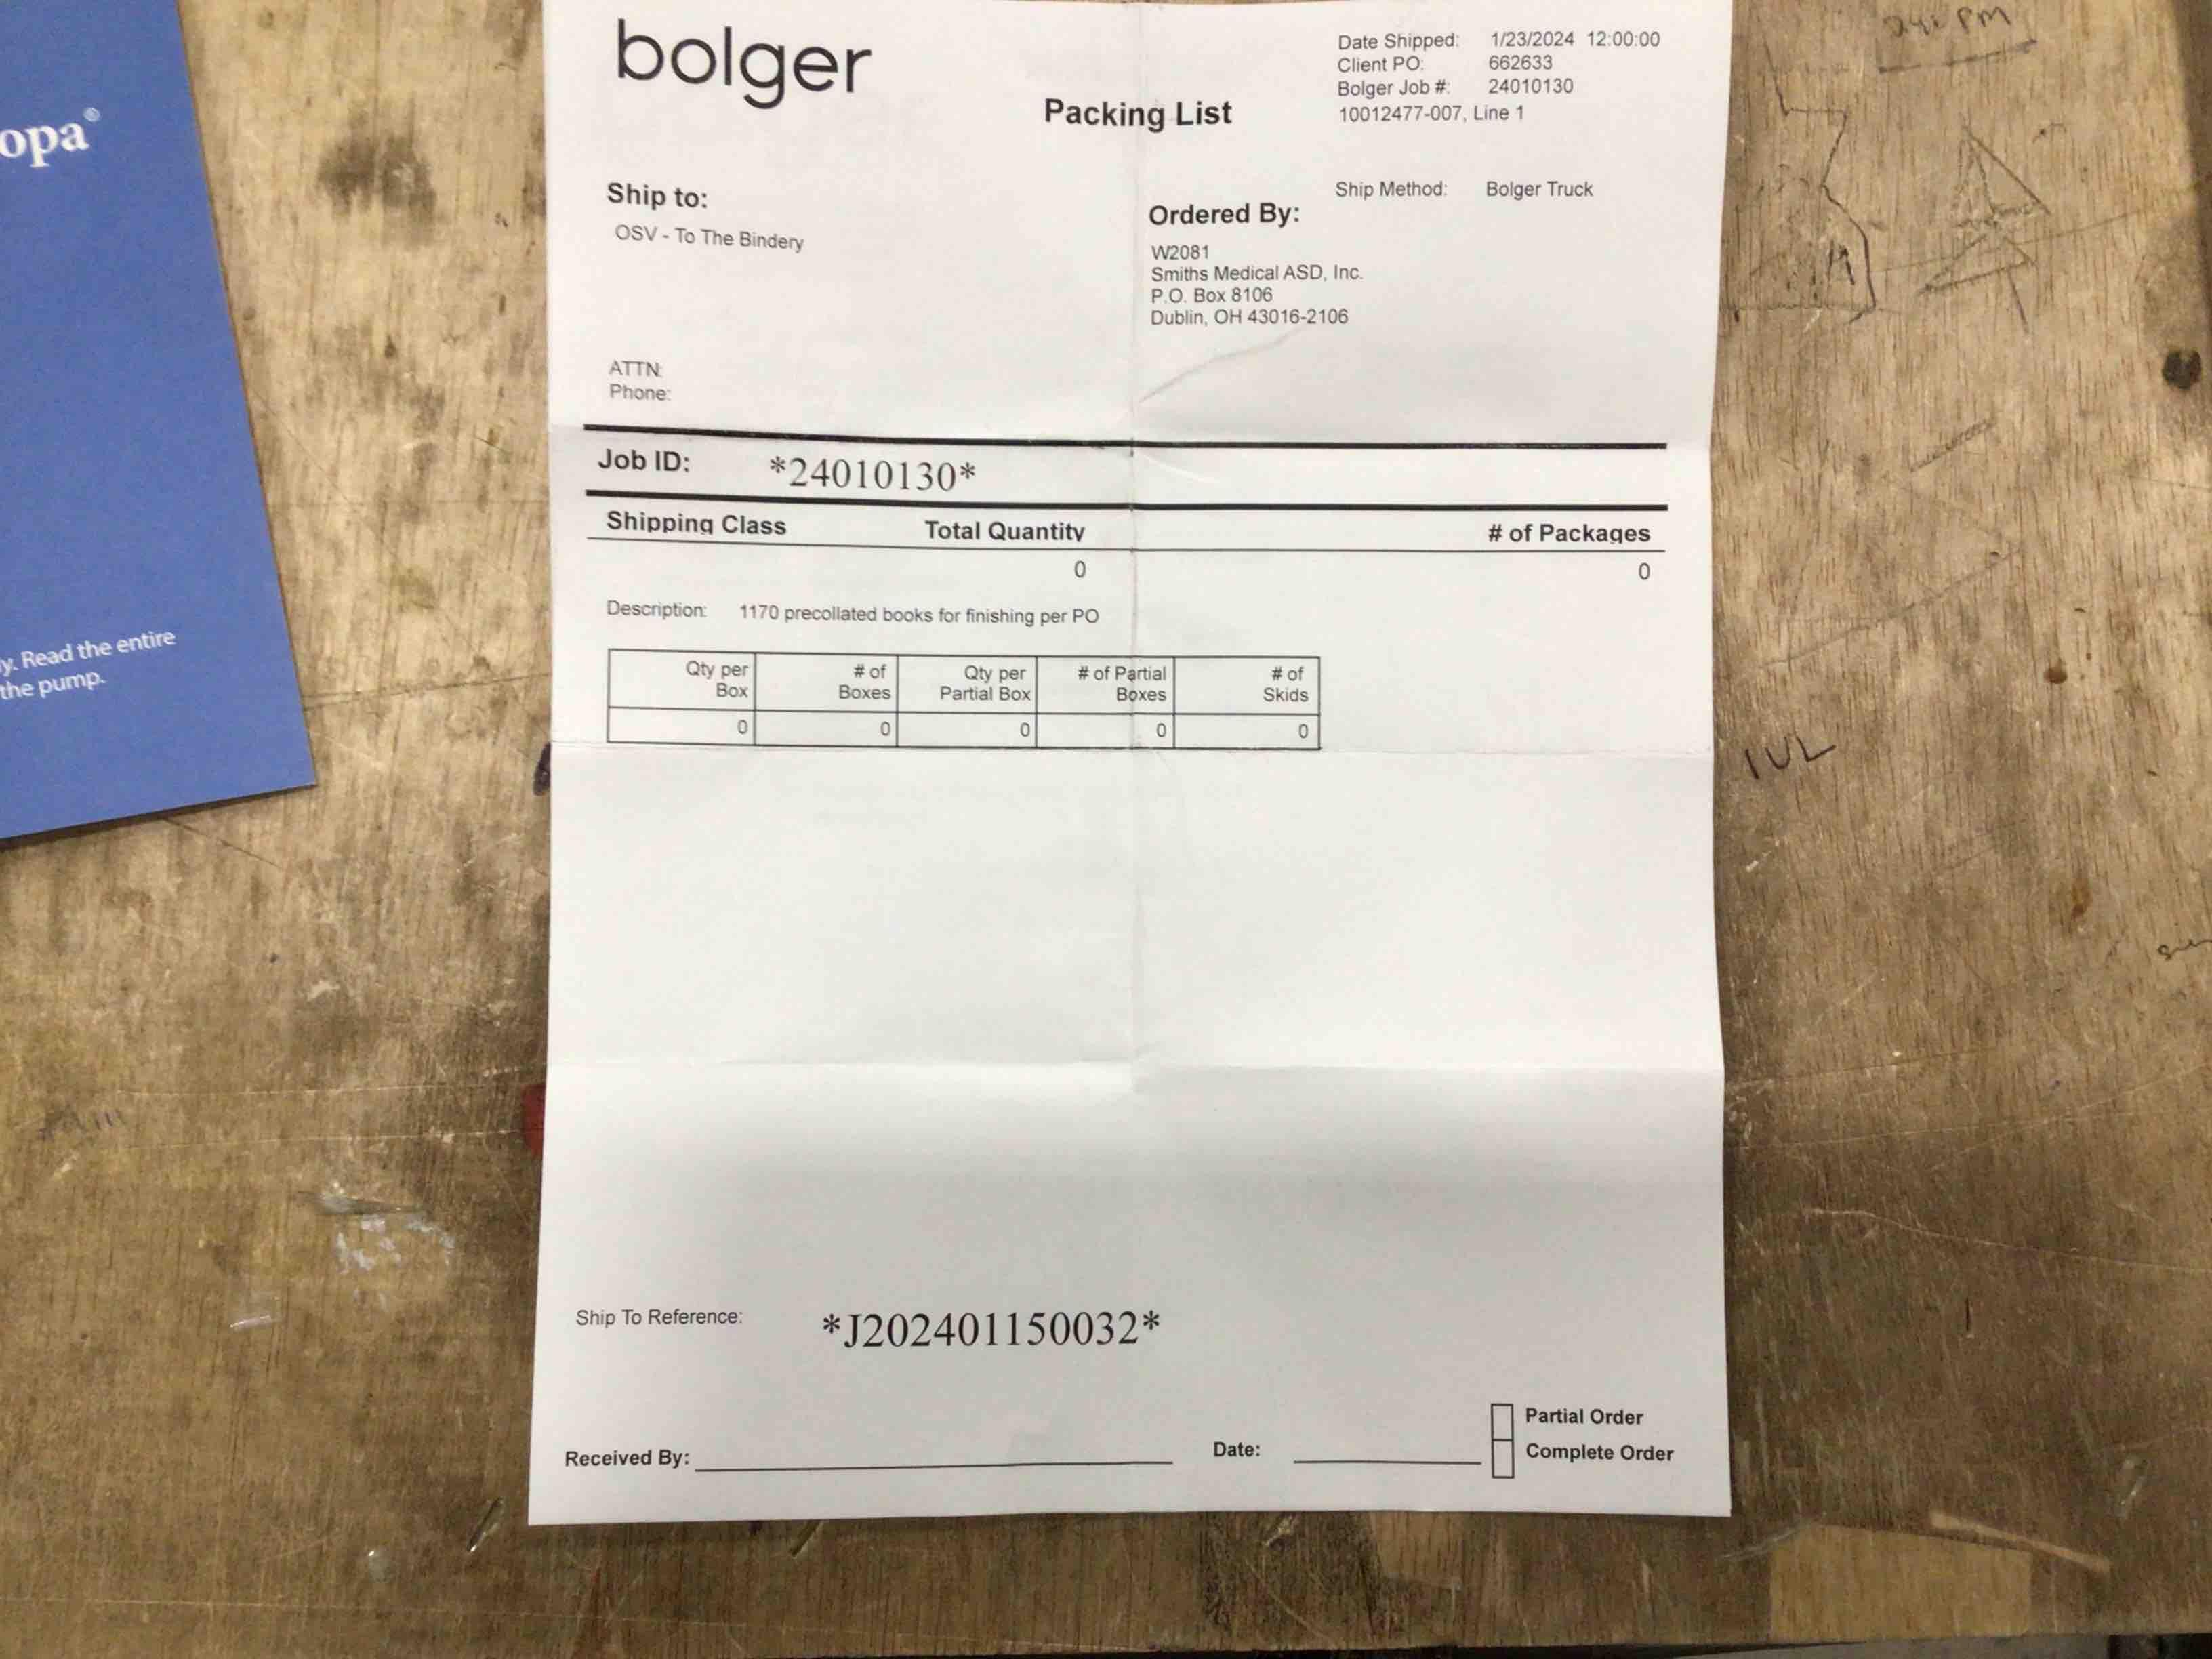 opa®
y. Read the entire
the pump.
bolger
Packing List
Date Shipped: 1/23/2024 12:00:00
Client PO: 662633
Bolger Job #: 24010130
10012477-007, Line 1
Ship Method: Bolger Truck
Ship to:
OSV - To The Bindery
Ordered By:
W2081
Smiths Medical ASD, Inc.
P.O. Box 8106
Dublin, OH 43016-2106
ATTN:
Phone:
Job ID: *24010130*
Shipping Class Total Quantity # of Packages
0 0
Description: 1170 precollated books for finishing per PO
Qty per Box # of Boxes Qty per Partial Box # of Partial Boxes # of Skids
0 0 0 0 0
Ship To Reference: *J202401150032*
Received By: Date:
Partial Order
Complete Order
PM